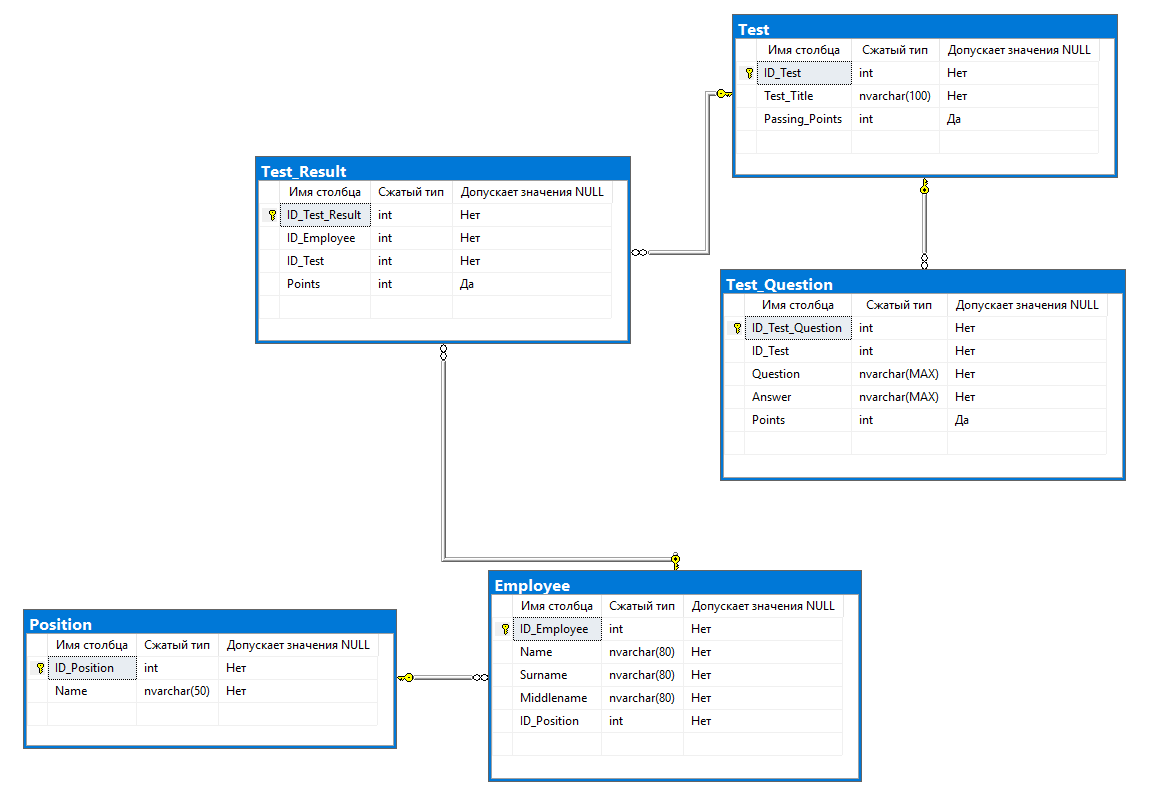 Test
Имя столбца Сжатый тип Допускает значения NULL
ID_Test int Нет
Test_Title nvarchar(100) Нет
Passing_Points int Да
Test_Result
Имя столбца Сжатый тип Допускает значения NULL
ID_Test_Result int Нет
ID_Employee int Нет
ID_Test int Нет
Points int Да
Test_Question
Имя столбца Сжатый тип Допускает значения NULL
ID_Test_Question int Нет
ID_Test int Нет
Question nvarchar(MAX) Нет
Answer nvarchar(MAX) Нет
Points int Да
Employee
Имя столбца Сжатый тип Допускает значения NULL
ID_Employee int Нет
Name nvarchar(80) Нет
Surname nvarchar(80) Нет
Middlename nvarchar(80) Нет
ID_Position int Нет
Position
Имя столбца Сжатый тип Допускает значения NULL
ID_Position int Нет
Name nvarchar(50) Нет